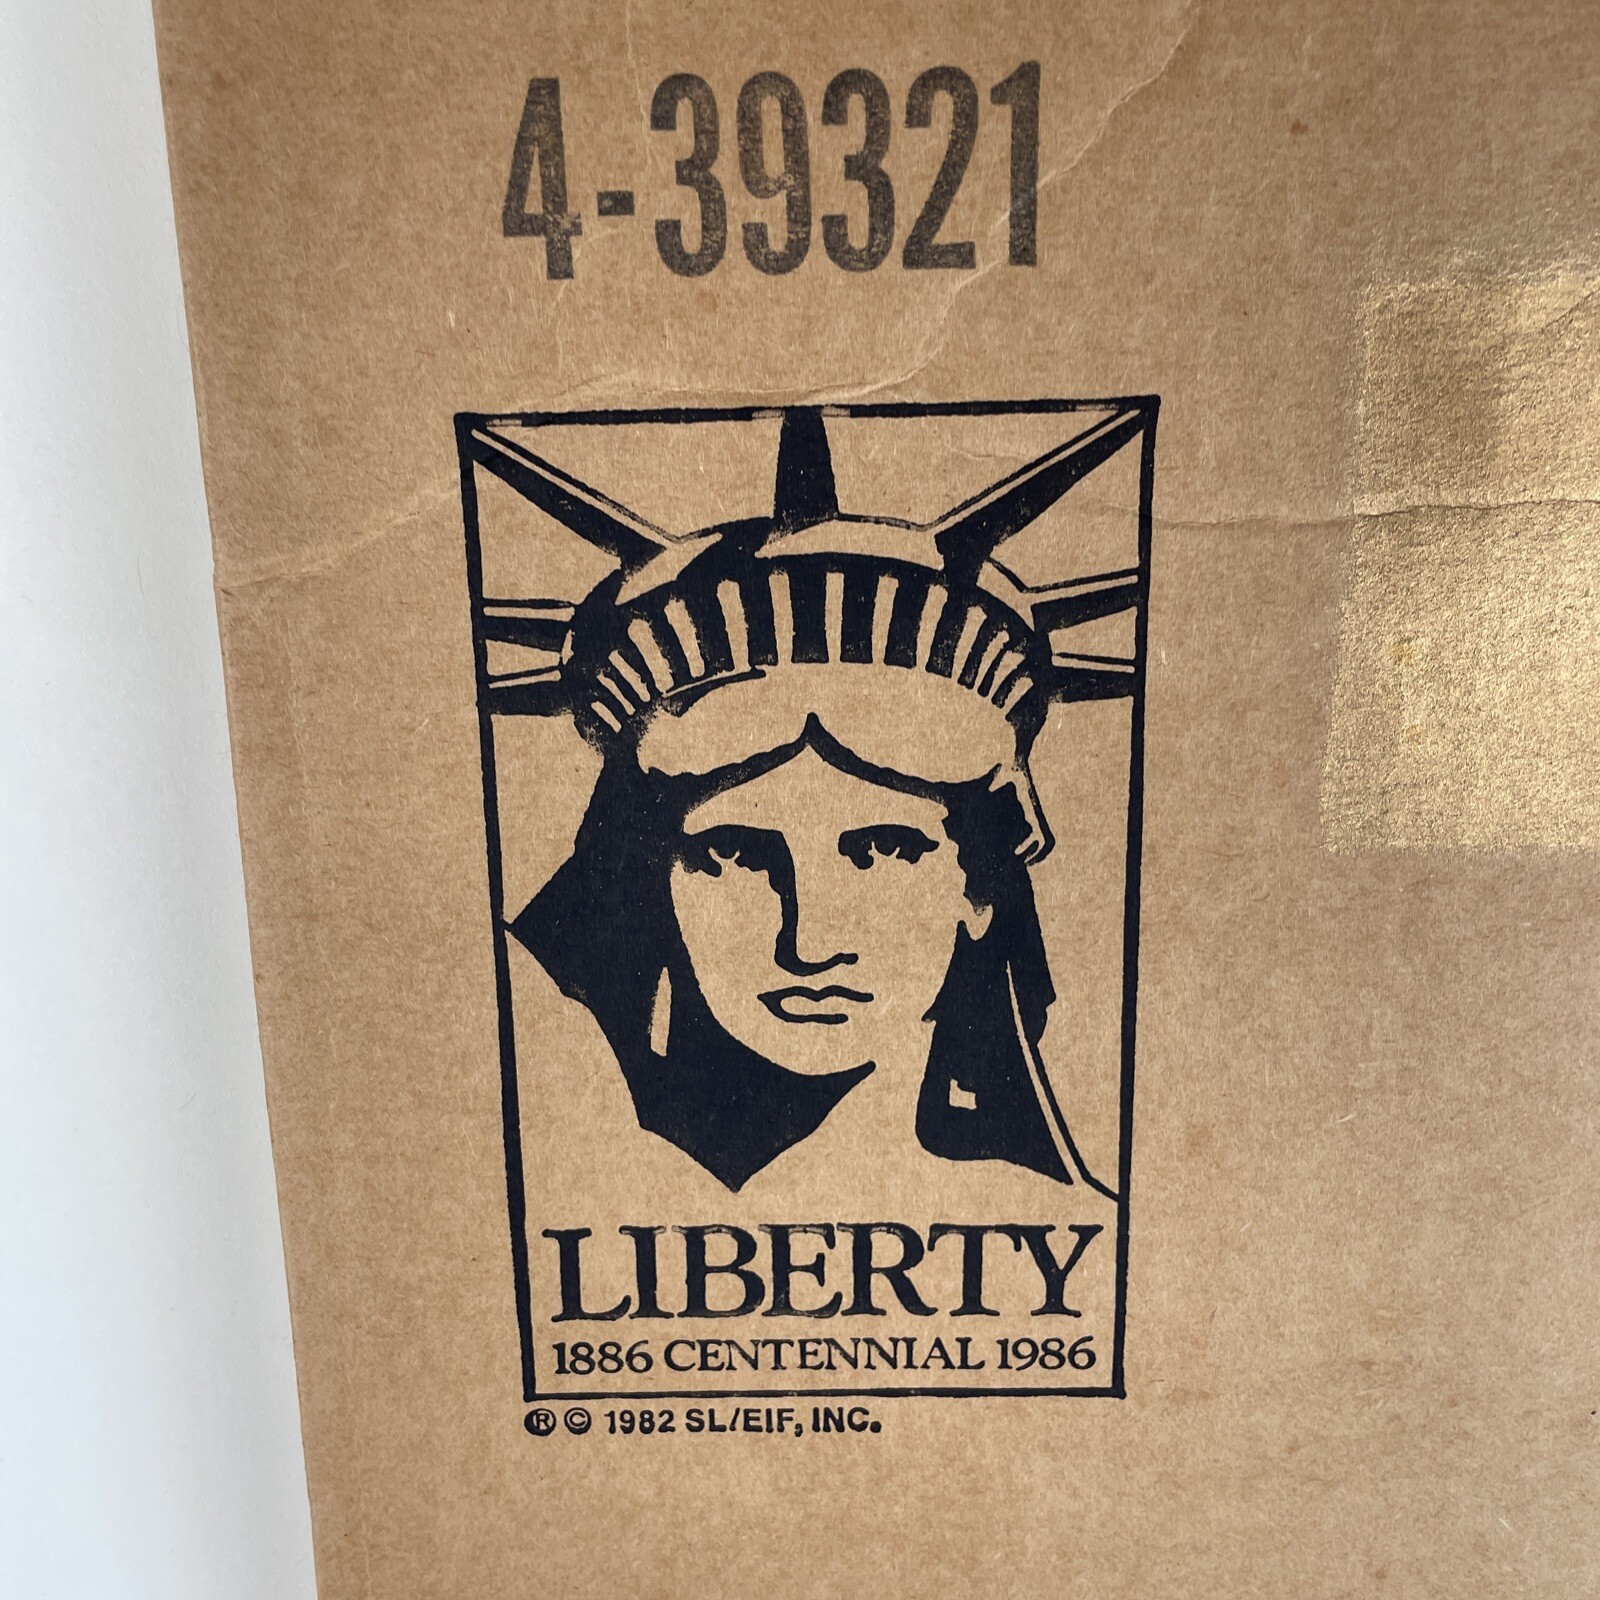 4-39321
LIBERTY
1886 CENTENNIAL 1986
® © 1982 SL/EIF, INC.